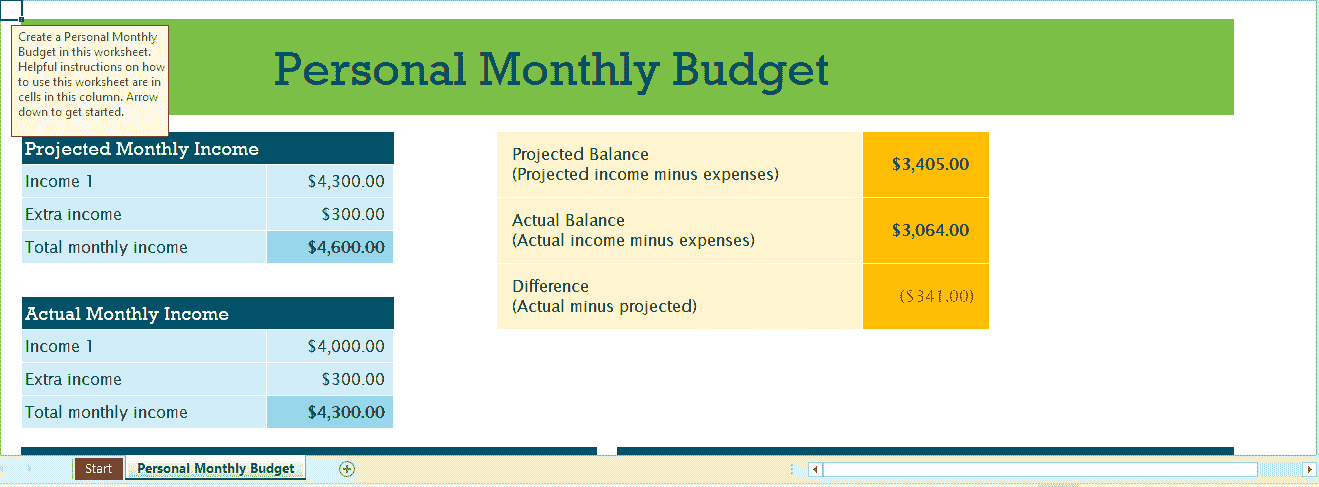 Create a Personal Monthly
Budget in this worksheet.
Helpful instructions on how
to use this worksheet are in
cells in this column. Arrow
down to get started.
Personal Monthly Budget
Projected Monthly Income
Income 1 $4,300.00
Extra income $300.00
Total monthly income $4,600.00
Projected Balance
(Projected income minus expenses) $3,405.00
Actual Balance
(Actual income minus expenses) $3,064.00
Difference
(Actual minus projected) ($341.00)
Actual Monthly Income
Income 1 $4,000.00
Extra income $300.00
Total monthly income $4,300.00
Start Personal Monthly Budget